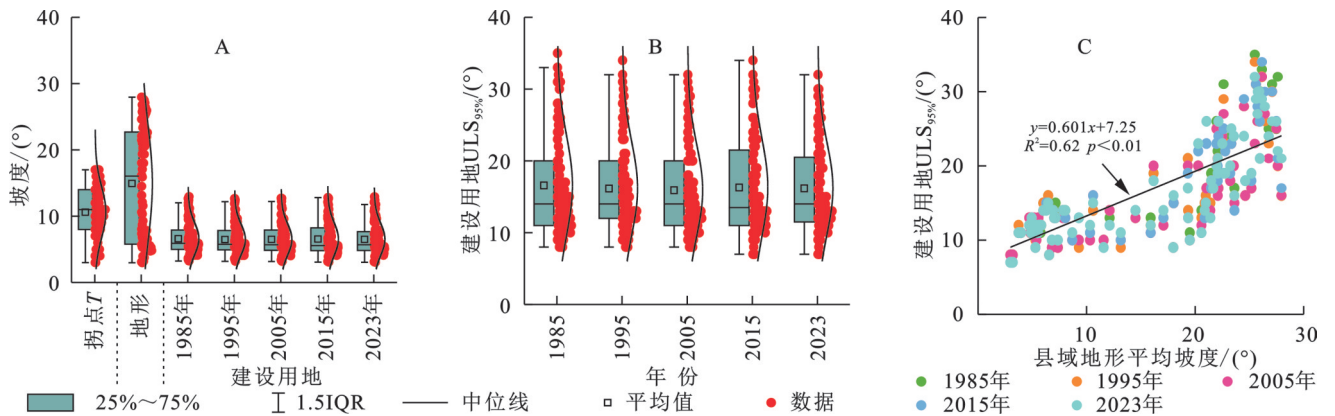 A
坡度/(°)
40
30
20
10
0
拐点T
地形
1985年
1995年
2005年
2015年
2023年
建设用地
B
建设用地ULS95%/(°)
40
30
20
10
0
1985
1995
2005
2015
2023
年 份
C
建设用地ULS95%/(°)
40
30
20
10
0
y=0.601x+7.25
R²=0.62 p<0.01
10
20
30
县域地形平均坡度/(°)
25%~75%
1.5IQR
中位线
平均值
数据
1985年
1995年
2005年
2015年
2023年